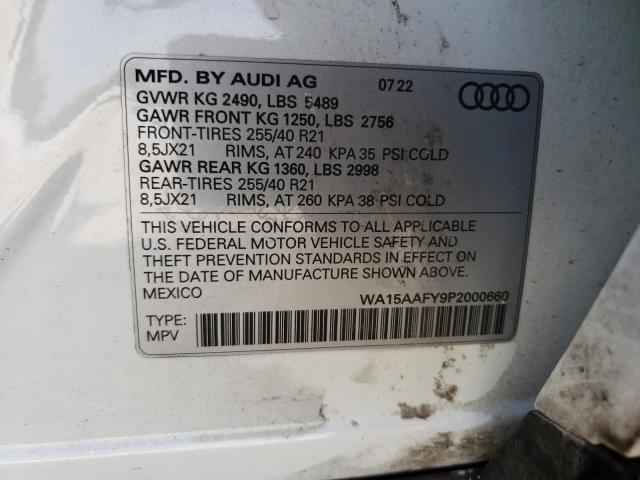 MFD. BY AUDI AG 07 22
GVWR KG 2490, LBS 5489
GAWR FRONT KG 1250, LBS 2756
FRONT-TIRES 255/40 R21
8,5JX21 RIMS, AT 240 KPA 35 PSI COLD
GAWR REAR KG 1360, LBS 2998
REAR-TIRES 255/40 R21
8,5JX21 RIMS, AT 260 KPA 38 PSI COLD
THIS VEHICLE CONFORMS TO ALL APPLICABLE
U.S. FEDERAL MOTOR VEHICLE SAFETY AND
THEFT PREVENTION STANDARDS IN EFFECT ON
THE DATE OF MANUFACTURE SHOWN ABOVE.
MEXICO WA15AAFY9P2000660
TYPE:
MPV